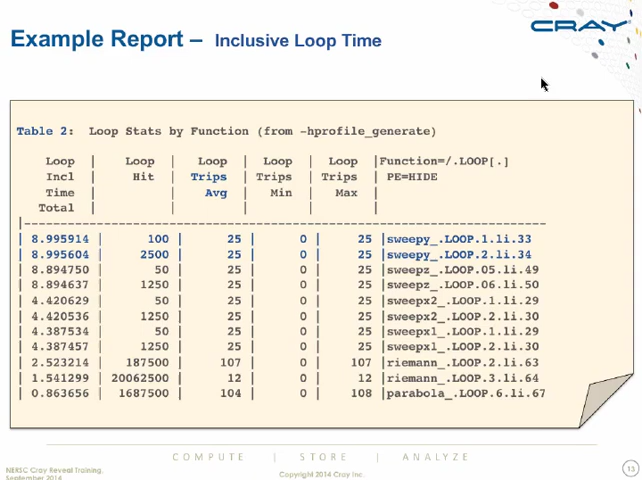 CRAY
Example Report – Inclusive Loop Time
Table 2: Loop Stats by Function (from -hprofile_generate)
Loop | Loop | Loop | Loop | Loop |Function=/.LOOP[.]
Incl | Hit | Trips | Trips | Trips | PE=HIDE
Time | | Avg | Min | Max |
Total | | | | |
|-----------------------------------------------------------------
| 8.995914 | 100 | 25 | 0 | 25 |sweepy_.LOOP.1.li.33
| 8.995604 | 2500 | 25 | 0 | 25 |sweepy_.LOOP.2.li.34
| 8.894750 | 50 | 25 | 0 | 25 |sweepz_.LOOP.05.li.49
| 8.894637 | 1250 | 25 | 0 | 25 |sweepz_.LOOP.06.li.50
| 4.420629 | 50 | 25 | 0 | 25 |sweepx2_.LOOP.1.li.29
| 4.420536 | 1250 | 25 | 0 | 25 |sweepx2_.LOOP.2.li.30
| 4.387534 | 50 | 25 | 0 | 25 |sweepx1_.LOOP.1.li.29
| 4.387457 | 1250 | 25 | 0 | 25 |sweepx1_.LOOP.2.li.30
| 2.523214 | 187500 | 107 | 0 | 107 |riemann_.LOOP.2.li.63
| 1.541299 | 20062500 | 12 | 0 | 12 |riemann_.LOOP.3.li.64
| 0.863656 | 1687500 | 104 | 0 | 108 |parabola_.LOOP.6.li.67
COMPUTE | STORE | ANALYZE
NERSC Cray Reveal Training.
September 2014
Copyright 2014 Cray Inc.
13